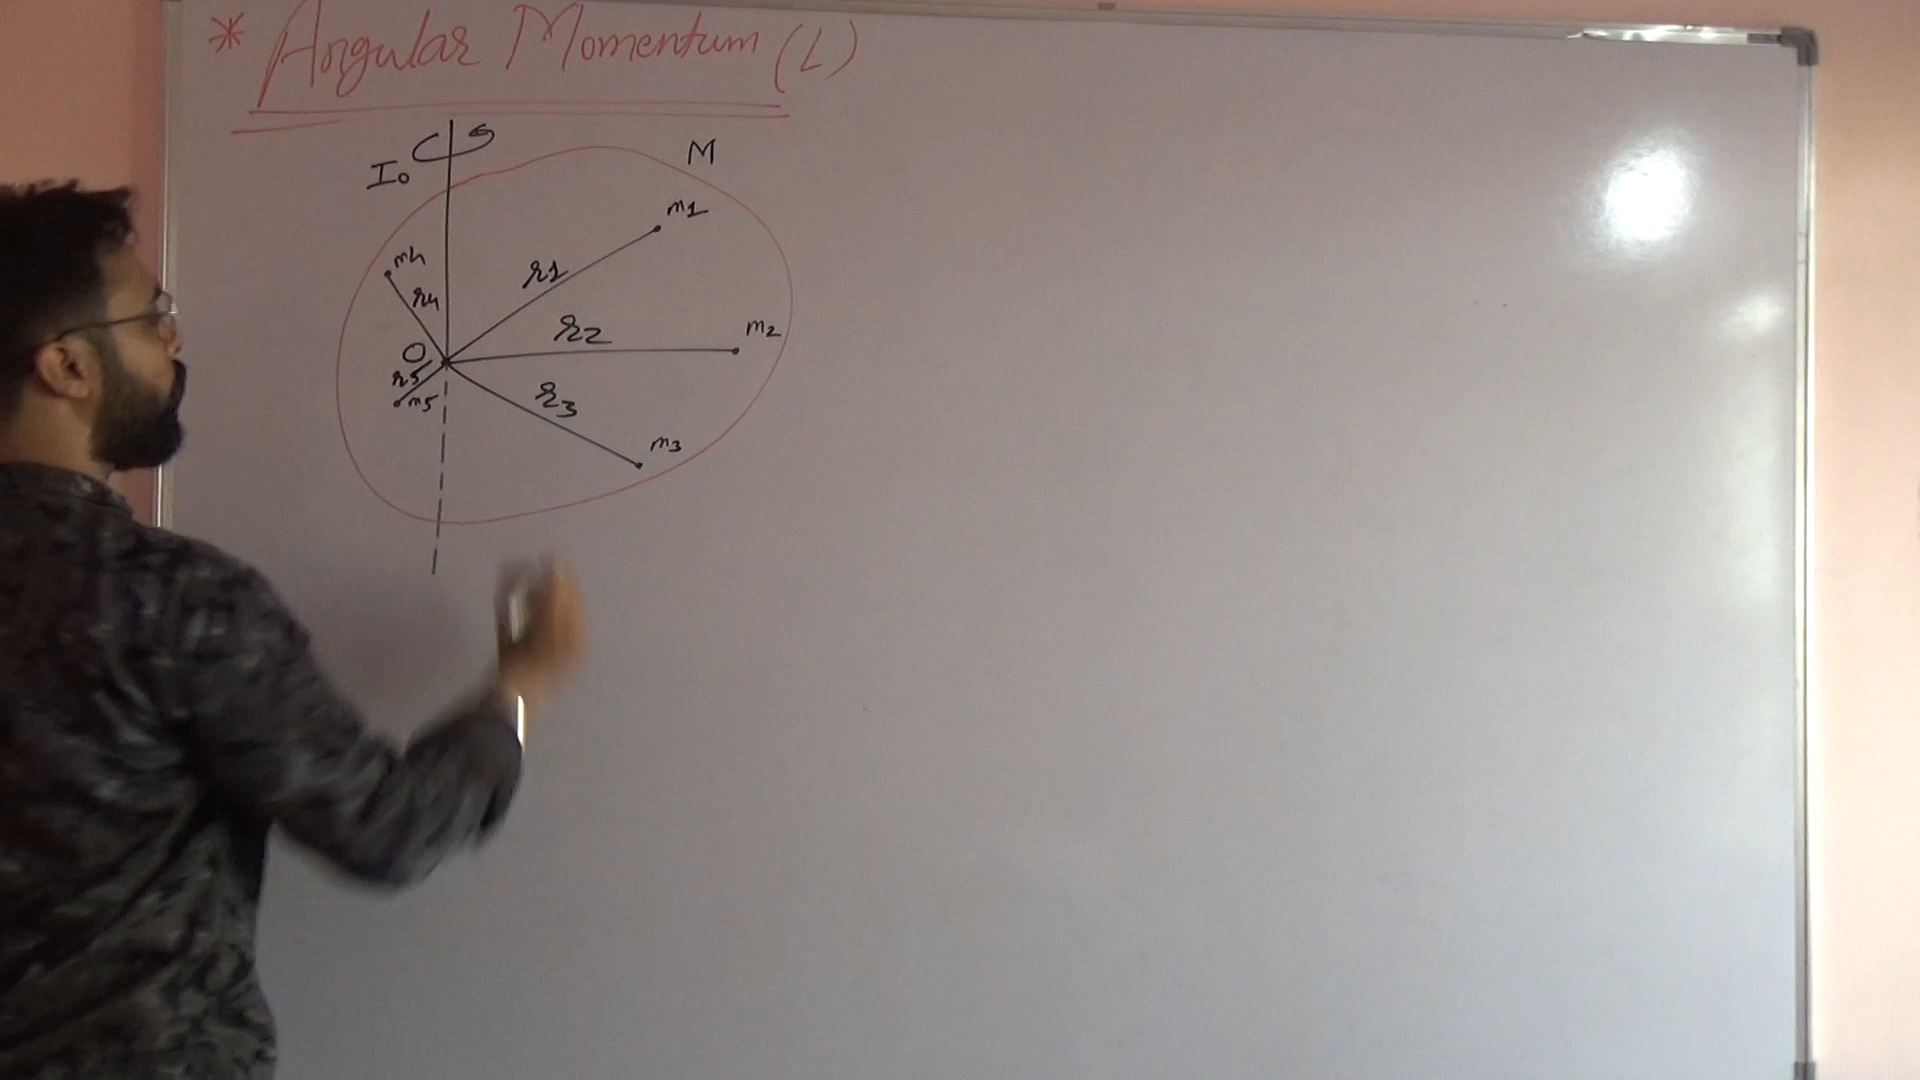 * Angular Momentum (L)
I₀
M
m1
m4
r1
r4
r2
m2
O
r5
m5
r3
m3